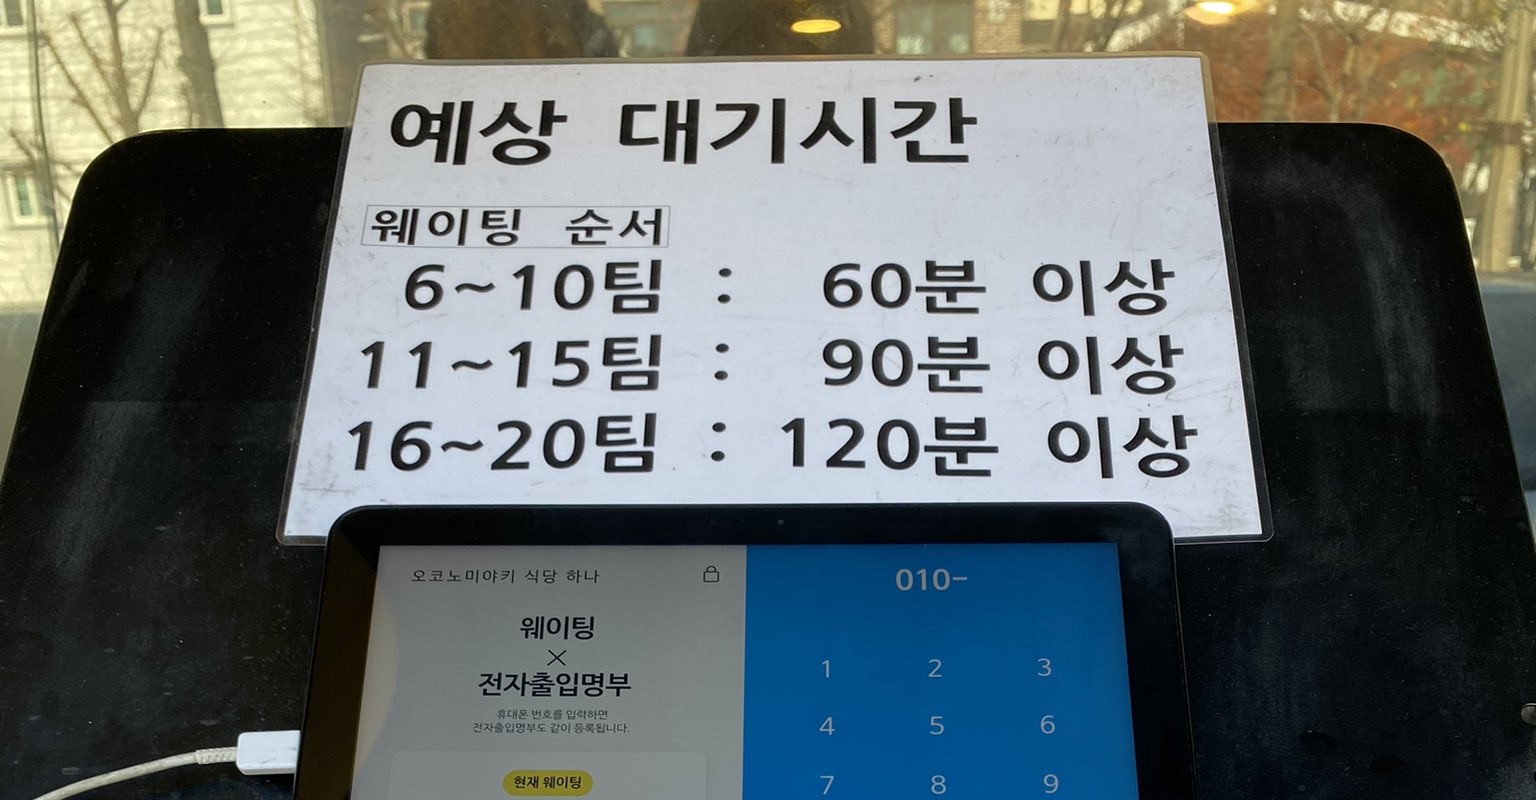 예상 대기시간
웨이팅 순서
6~10팀 : 60분 이상
11~15팀 : 90분 이상
16~20팀 : 120분 이상
오코노미야키 식당 하나
웨이팅
×
전자출입명부
휴대폰 번호를 입력하면
전자출입명부도 같이 등록됩니다.
현재 웨이팅
010-
1 2 3
4 5 6
7 8 9